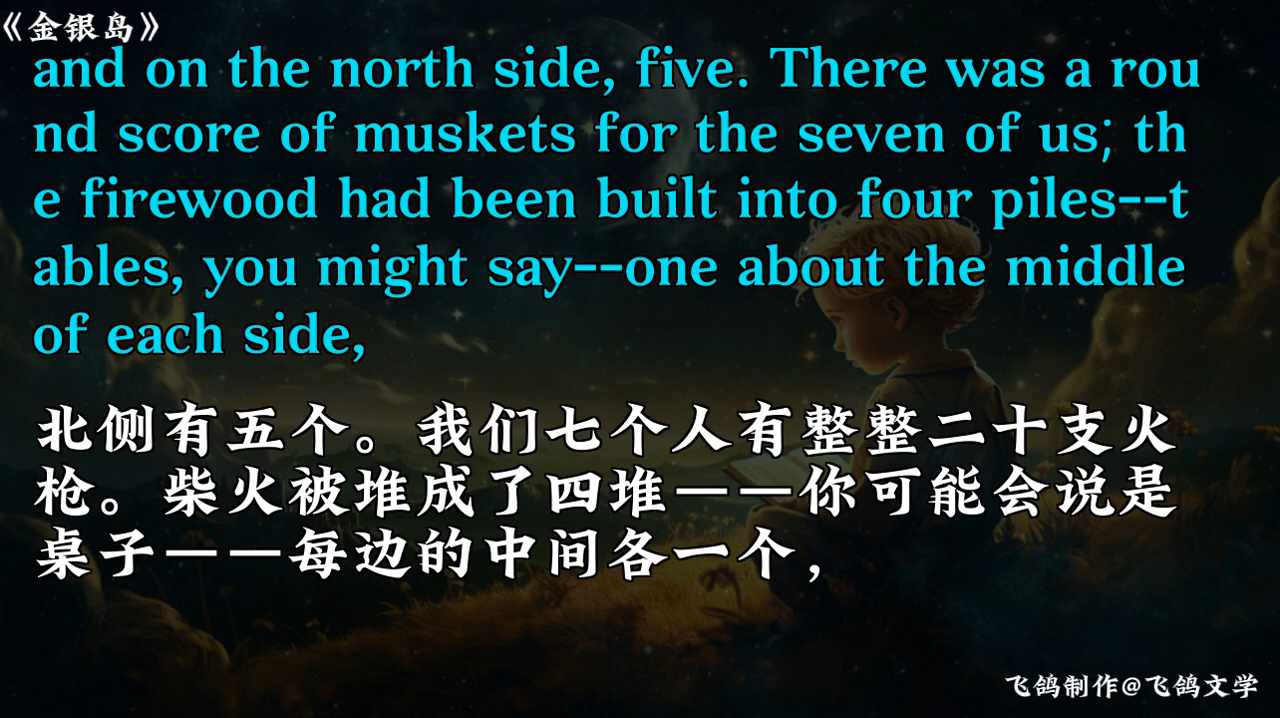 《金银岛》
and on the north side, five. There was a rou
nd score of muskets for the seven of us; th
e firewood had been built into four piles--t
ables, you might say--one about the middle
of each side,
北侧有五个。我们七个人有整整二十支火
枪。柴火被堆成了四堆——你可能会说是
桌子——每边的中间各一个，
飞鸽制作@飞鸽文学